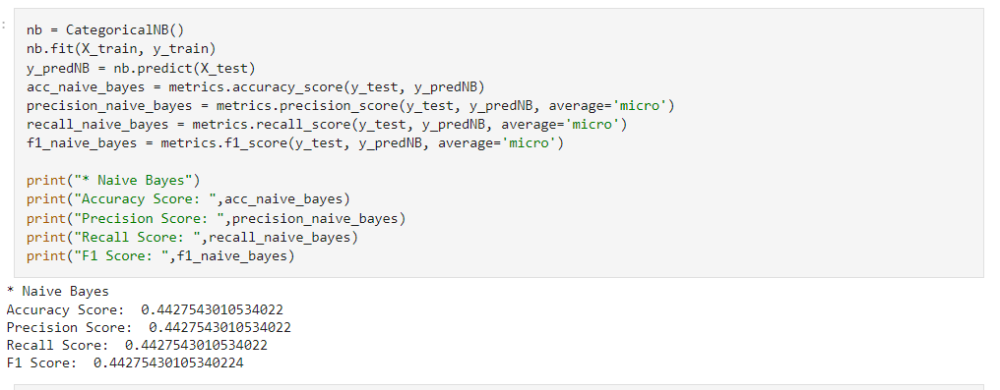 :
nb = CategoricalNB()
nb.fit(X_train, y_train)
y_predNB = nb.predict(X_test)
acc_naive_bayes = metrics.accuracy_score(y_test, y_predNB)
precision_naive_bayes = metrics.precision_score(y_test, y_predNB, average='micro')
recall_naive_bayes = metrics.recall_score(y_test, y_predNB, average='micro')
f1_naive_bayes = metrics.f1_score(y_test, y_predNB, average='micro')

print("* Naive Bayes")
print("Accuracy Score: ",acc_naive_bayes)
print("Precision Score: ",precision_naive_bayes)
print("Recall Score: ",recall_naive_bayes)
print("F1 Score: ",f1_naive_bayes)
* Naive Bayes
Accuracy Score:  0.4427543010534022
Precision Score:  0.4427543010534022
Recall Score:  0.4427543010534022
F1 Score:  0.44275430105340224